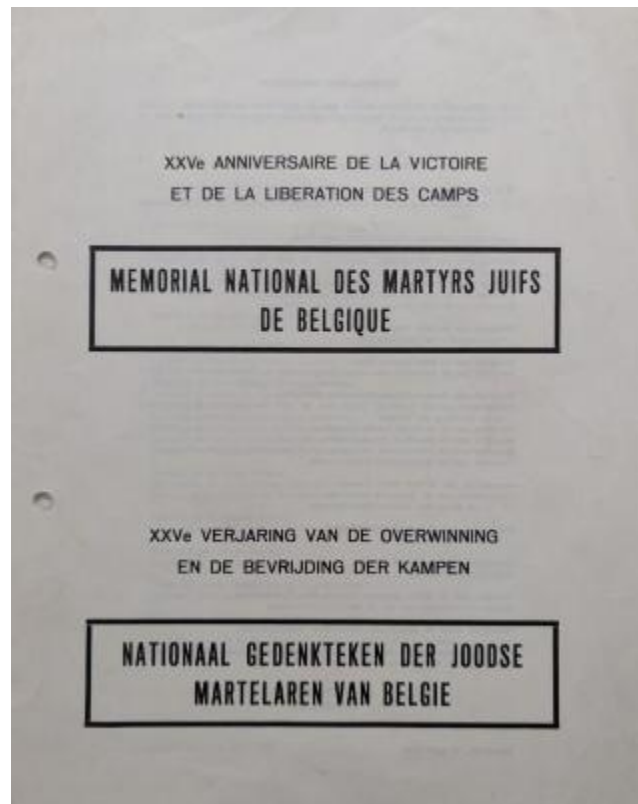 XXVe ANNIVERSAIRE DE LA VICTOIRE
ET DE LA LIBERATION DES CAMPS
MEMORIAL NATIONAL DES MARTYRS JUIFS
DE BELGIQUE
XXVe VERJARING VAN DE OVERWINNING
EN DE BEVRIJDING DER KAMPEN
NATIONAAL GEDENKTEKEN DER JOODSE
MARTELAREN VAN BELGIE